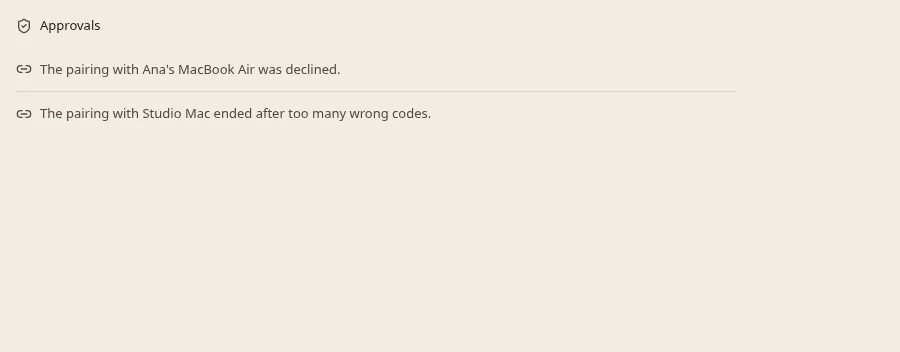 Approvals
The pairing with Ana's MacBook Air was declined.
The pairing with Studio Mac ended after too many wrong codes.